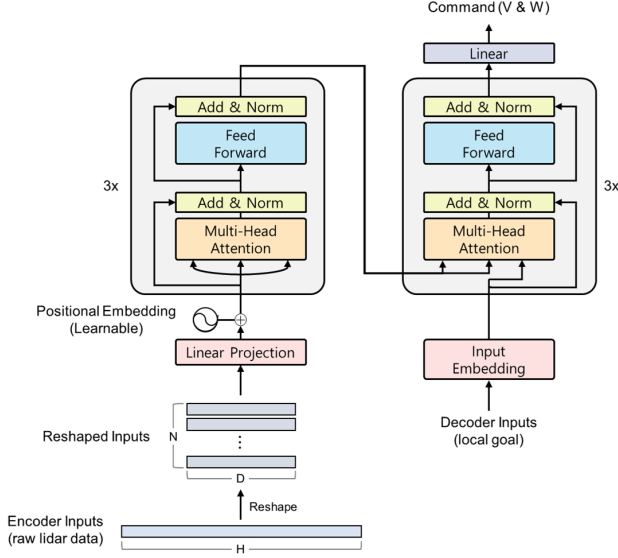 Command (V & W)
Linear
Add & Norm
Feed
Forward
Add & Norm
Multi-Head
Attention
3x
Add & Norm
Feed
Forward
Add & Norm
Multi-Head
Attention
3x
Positional Embedding
(Learnable)
Linear Projection
Input
Embedding
Decoder Inputs
(local goal)
Reshaped Inputs
N
D
Reshape
Encoder Inputs
(raw lidar data)
H